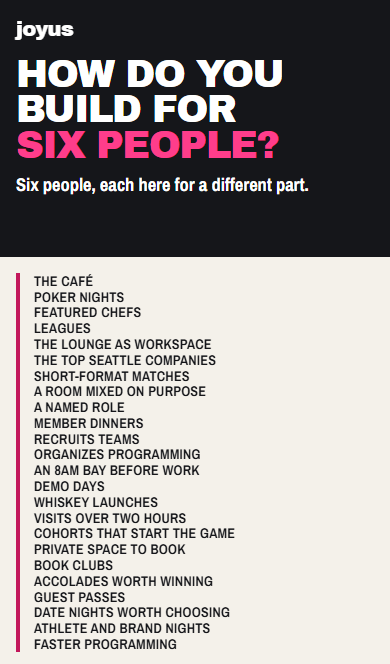 joyus
HOW DO YOU
BUILD FOR
SIX PEOPLE?
Six people, each here for a different part.
THE CAFÉ
POKER NIGHTS
FEATURED CHEFS
LEAGUES
THE LOUNGE AS WORKSPACE
THE TOP SEATTLE COMPANIES
SHORT-FORMAT MATCHES
A ROOM MIXED ON PURPOSE
A NAMED ROLE
MEMBER DINNERS
RECRUITS TEAMS
ORGANIZES PROGRAMMING
AN 8AM BAY BEFORE WORK
DEMO DAYS
WHISKEY LAUNCHES
VISITS OVER TWO HOURS
COHORTS THAT START THE GAME
PRIVATE SPACE TO BOOK
BOOK CLUBS
ACCOLADES WORTH WINNING
GUEST PASSES
DATE NIGHTS WORTH CHOOSING
ATHLETE AND BRAND NIGHTS
FASTER PROGRAMMING